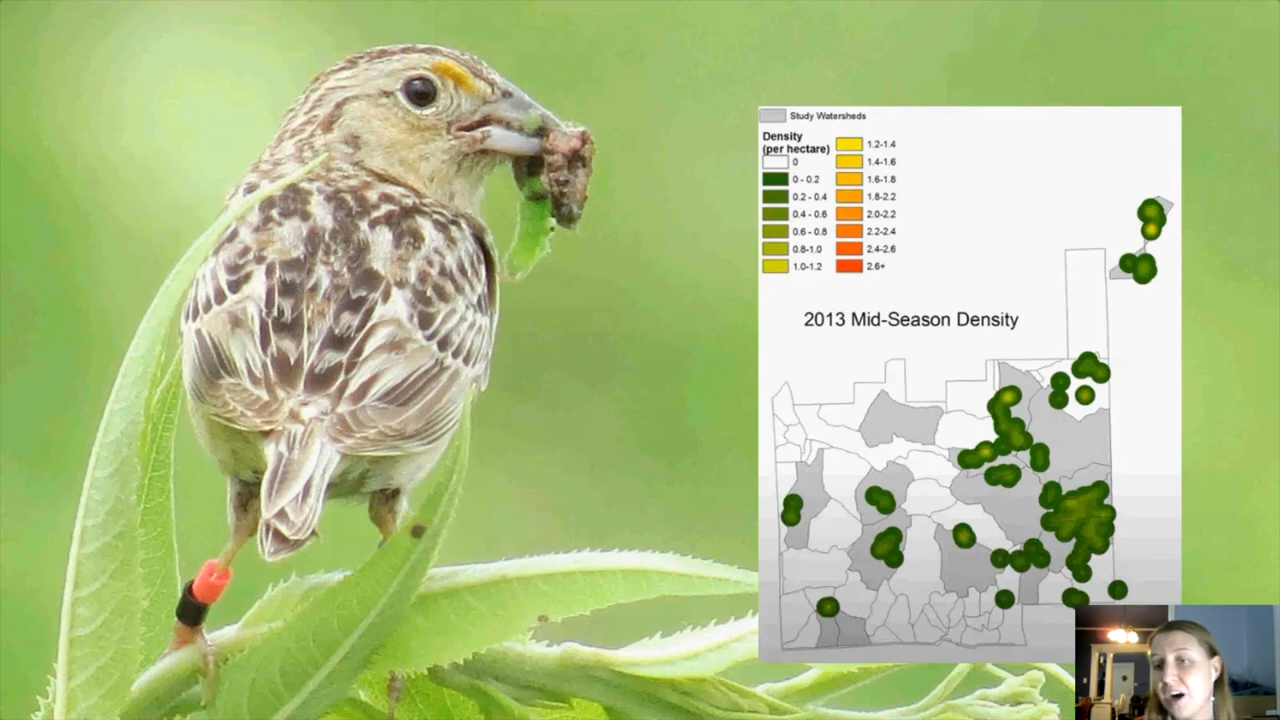 Study Watersheds
Density
(per hectare)
0
0 - 0.2
0.2 - 0.4
0.4 - 0.6
0.6 - 0.8
0.8-1.0
1.0-1.2
1.2-1.4
1.4-1.6
1.6-1.8
1.8-2.2
2.0-2.2
2.2-2.4
2.4-2.6
2.6+
2013 Mid-Season Density